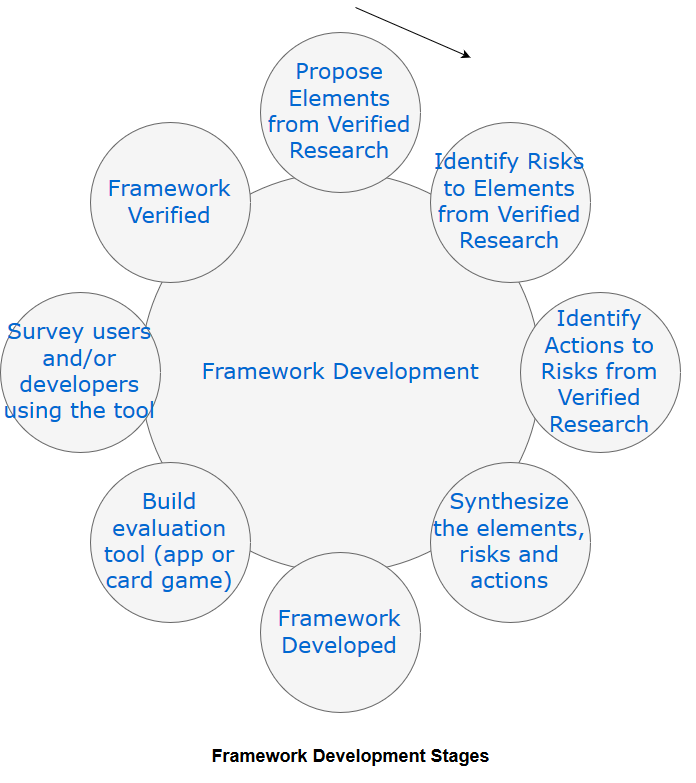 Propose
Elements
from Verified
Research
Identify Risks
to Elements
from Verified
Research
Identify
Actions to
Risks from
Verified
Research
Synthesize
the elements,
risks and
actions
Framework
Developed
Build
evaluation
tool (app or
card game)
Survey users
and/or
developers
using the tool
Framework
Verified
Framework Development
Framework Development Stages